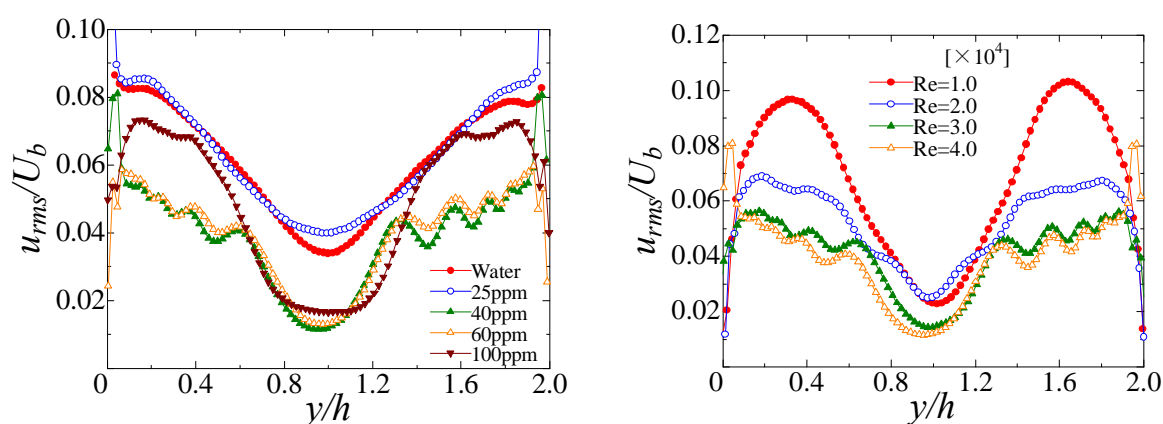 0.10
0.08
0.06
0.04
0.02
u_rms/U_b
Water
25ppm
40ppm
60ppm
100ppm
0 0.4 0.8 1.2 1.6 2.0
y/h
0.12
0.10
0.08
0.06
0.04
0.02
u_rms/U_b
[×10^4]
Re=1.0
Re=2.0
Re=3.0
Re=4.0
0 0.4 0.8 1.2 1.6 2.0
y/h